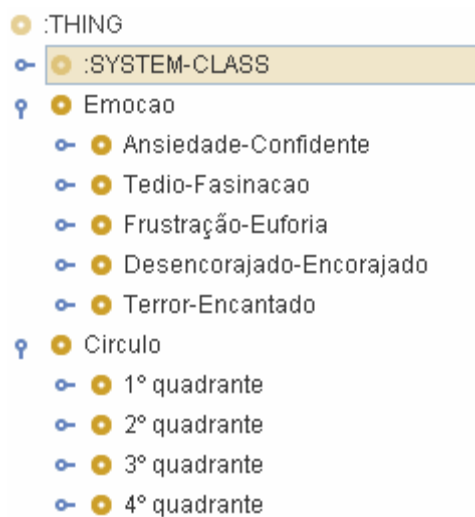 :THING
:SYSTEM-CLASS
Emocao
Ansiedade-Confidente
Tedio-Fasinacao
Frustração-Euforia
Desencorajado-Encorajado
Terror-Encantado
Circulo
1º quadrante
2º quadrante
3º quadrante
4º quadrante